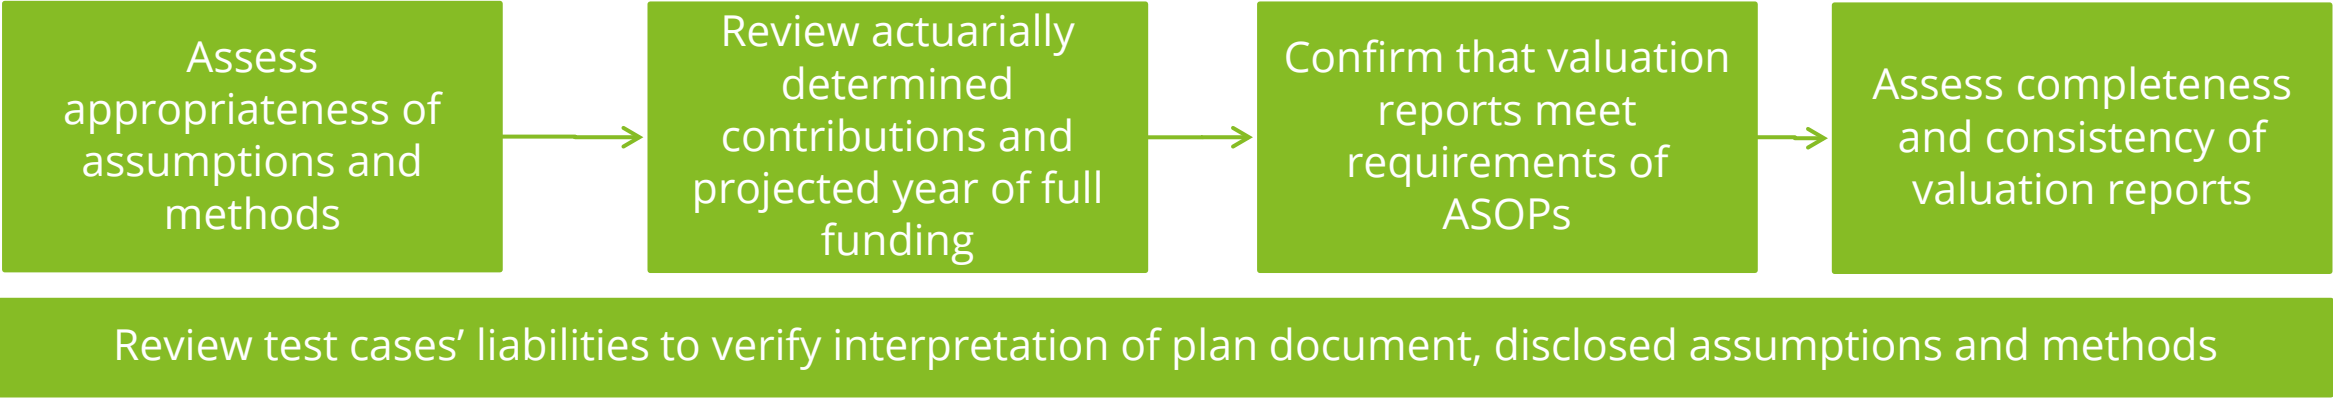 Assess
appropriateness of
assumptions and
methods
Review actuarially
determined
contributions and
projected year of full
funding
Confirm that valuation
reports meet
requirements of
ASOPs
Assess completeness
and consistency of
valuation reports
Review test cases’ liabilities to verify interpretation of plan document, disclosed assumptions and methods